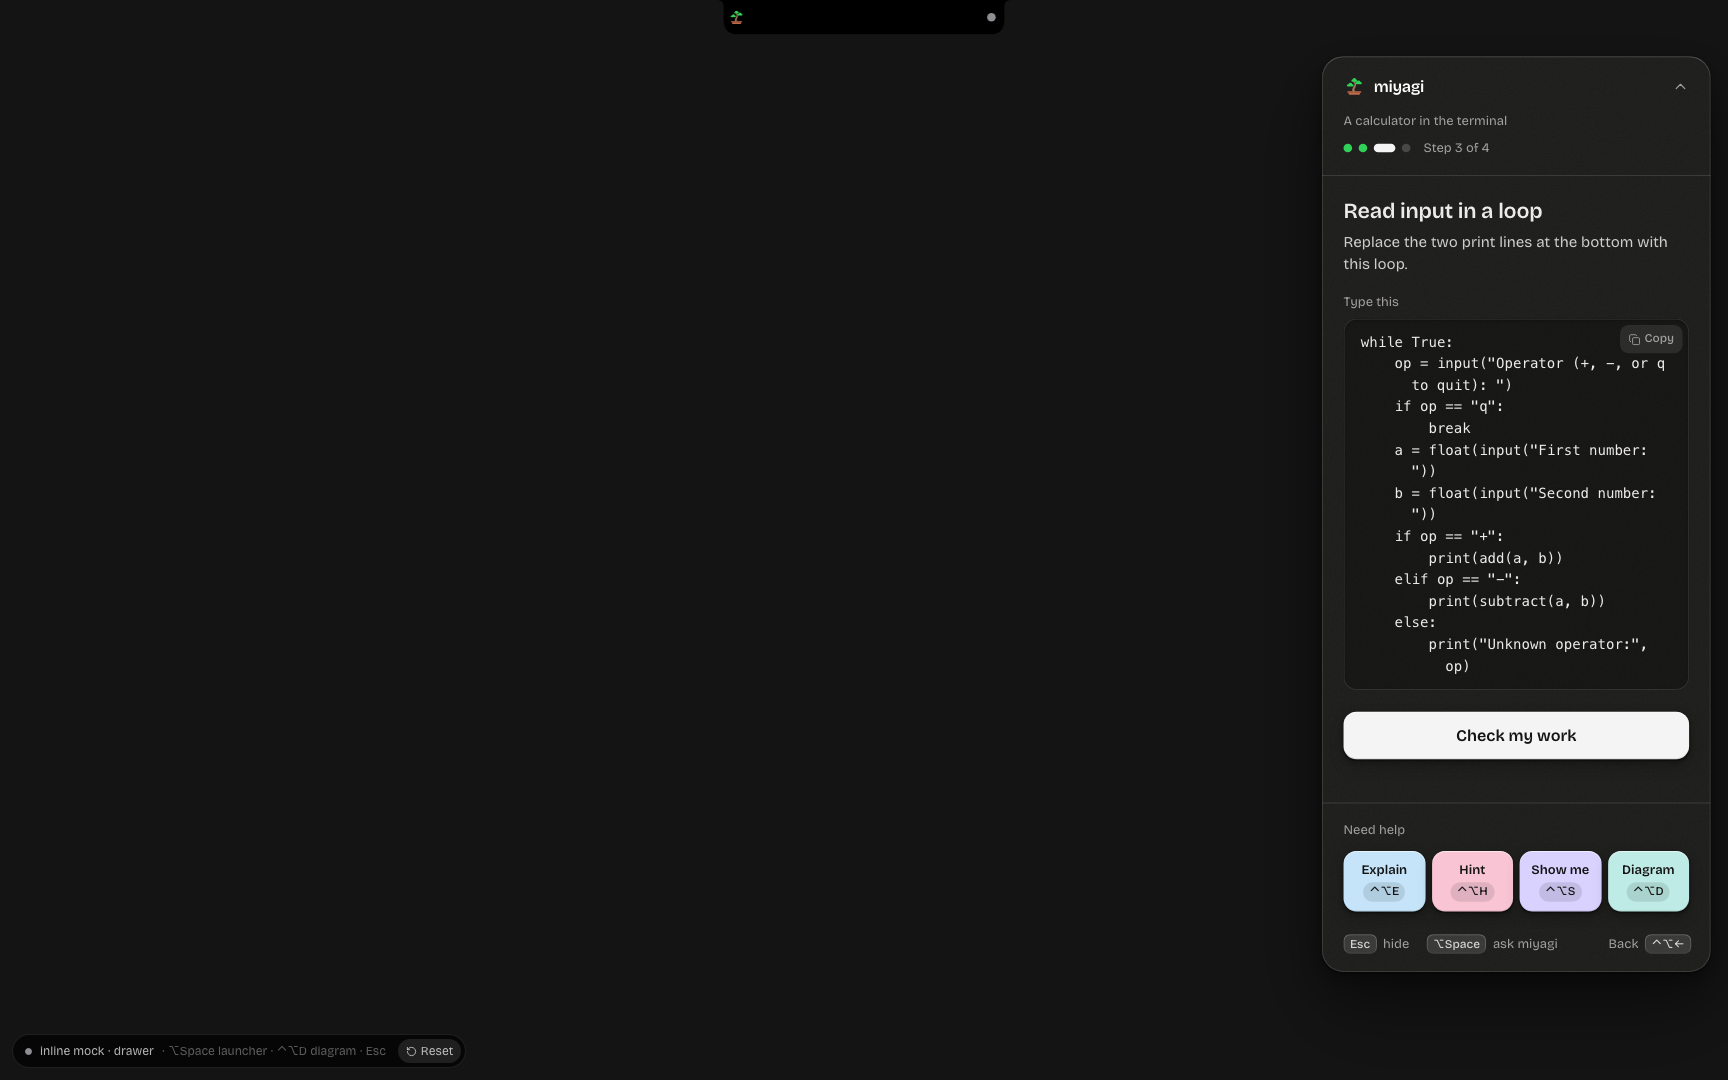 miyagi
A calculator in the terminal
Step 3 of 4
Read input in a loop
Replace the two print lines at the bottom with
this loop.
Type this
Copy
while True:
    op = input("Operator (+, −, or q
      to quit): ")
    if op == "q":
        break
    a = float(input("First number:
      "))
    b = float(input("Second number:
      "))
    if op == "+":
        print(add(a, b))
    elif op == "−":
        print(subtract(a, b))
    else:
        print("Unknown operator:",
          op)
Check my work
Need help
Explain Hint Show me Diagram
⌃⌥E ⌃⌥H ⌃⌥S ⌃⌥D
Esc hide ⌥Space ask miyagi Back ⌃⌥←
inline mock · drawer · ⌥Space launcher · ⌃⌥D diagram · Esc Reset